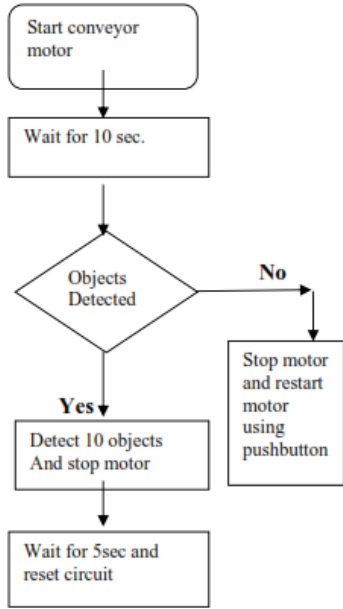 Start conveyor
motor
Wait for 10 sec.
Objects
Detected
No
Stop motor
and restart
motor
using
pushbutton
Yes
Detect 10 objects
And stop motor
Wait for 5sec and
reset circuit